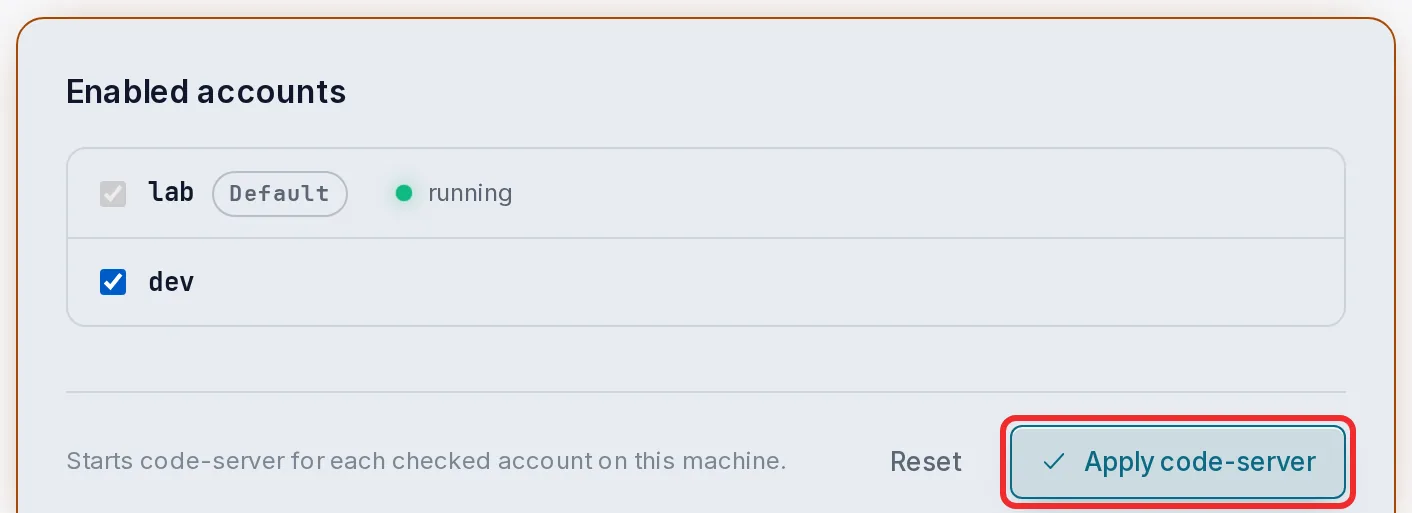 Enabled accounts
lab Default running
dev
Starts code-server for each checked account on this machine. Reset Apply code-server